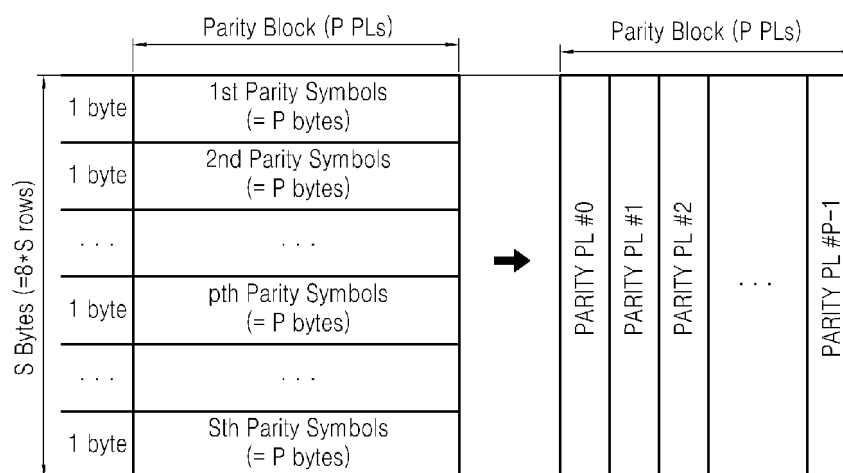 Parity Block (P PLs)
Parity Block (P PLs)
S Bytes (=8*S rows)
1 byte
1st Parity Symbols
(= P bytes)
1 byte
2nd Parity Symbols
(= P bytes)
. . .
. . .
1 byte
pth Parity Symbols
(= P bytes)
. . .
. . .
1 byte
Sth Parity Symbols
(= P bytes)
PARITY PL #0
PARITY PL #1
PARITY PL #2
. . .
PARITY PL #P-1